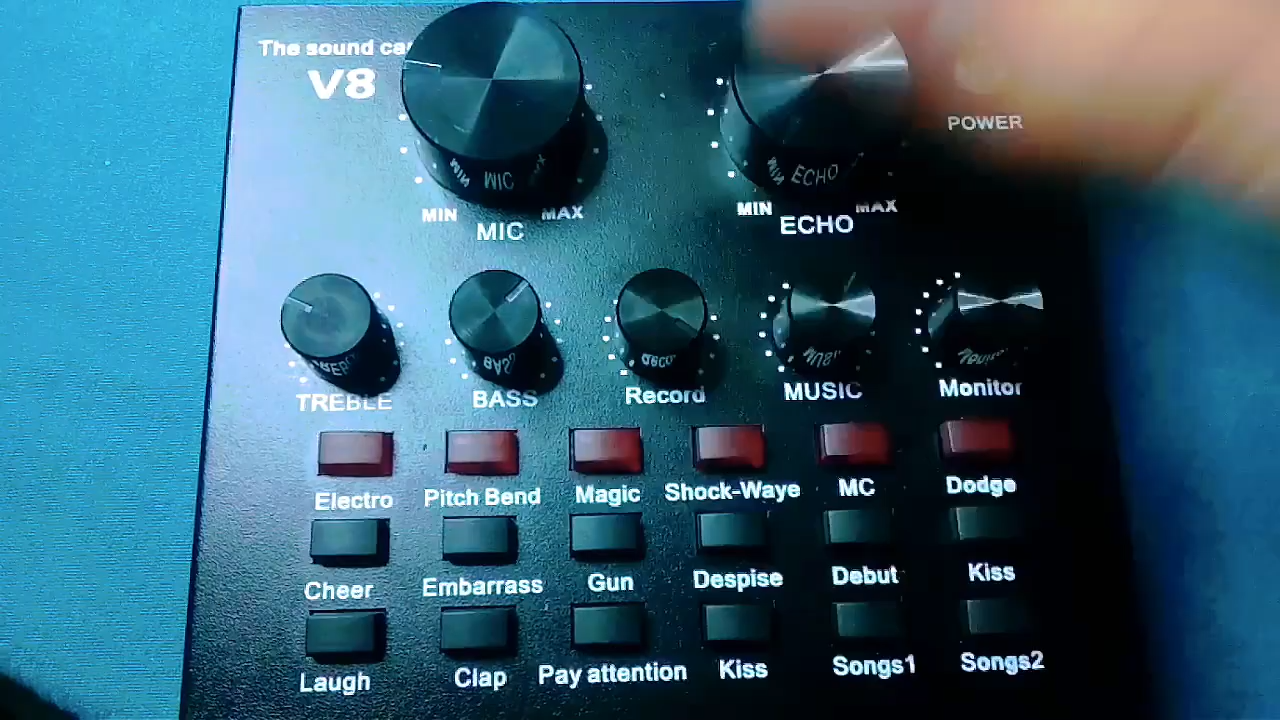 The sound ca
V8
POWER
MIN MIC MAX
MIN ECHO
MIN MAX
MIC
MIN MAX
ECHO
TREBLE BASS Record MUSIC Monitor
Electro Pitch Bend Magic Shock-Waye MC Dodge
Cheer Embarrass Gun Despise Debut Kiss
Laugh Clap Pay attention Kiss Songs1 Songs2